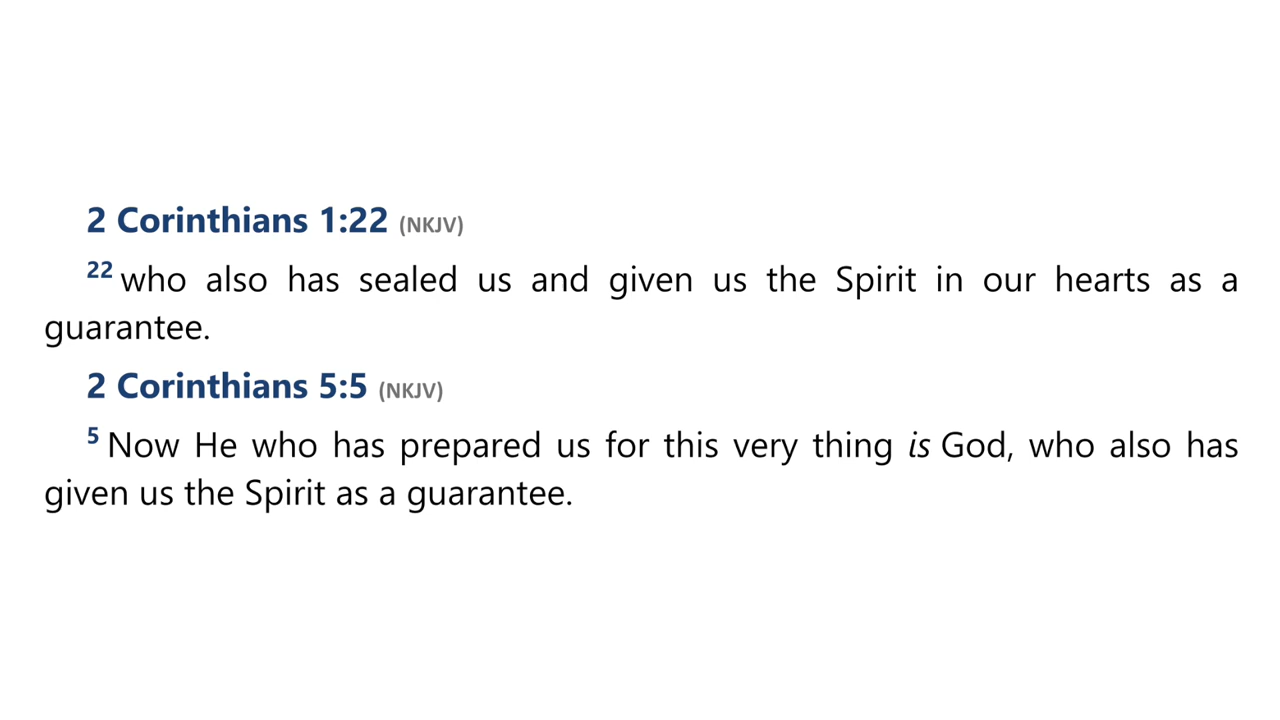 2 Corinthians 1:22 (NKJV)
22 who also has sealed us and given us the Spirit in our hearts as a
guarantee.
2 Corinthians 5:5 (NKJV)
5 Now He who has prepared us for this very thing is God, who also has
given us the Spirit as a guarantee.